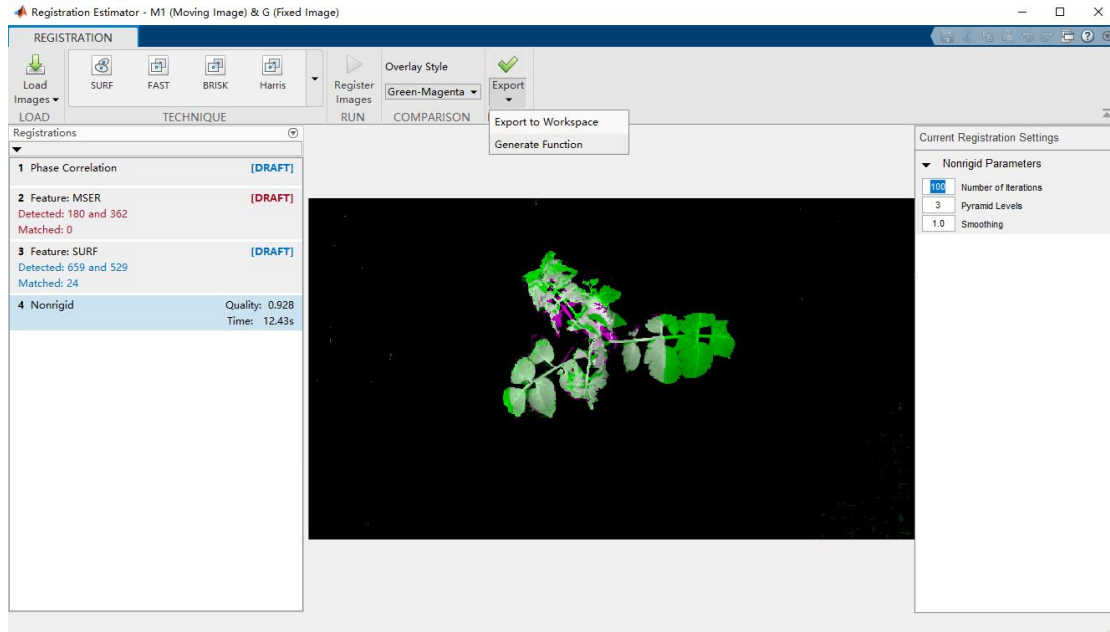 Registration Estimator - M1 (Moving Image) & G (Fixed Image)
REGISTRATION
Load Images
SURF
FAST
BRISK
Harris
Register Images
Overlay Style
Green-Magenta
Export
LOAD
TECHNIQUE
RUN
COMPARISON
Export to Workspace
Generate Function
Registrations
1 Phase Correlation [DRAFT]
2 Feature: MSER [DRAFT]
Detected: 180 and 362
Matched: 0
3 Feature: SURF [DRAFT]
Detected: 659 and 529
Matched: 24
4 Nonrigid Quality: 0.928
Time: 12.43s
Current Registration Settings
Nonrigid Parameters
100 Number of Iterations
3 Pyramid Levels
1.0 Smoothing